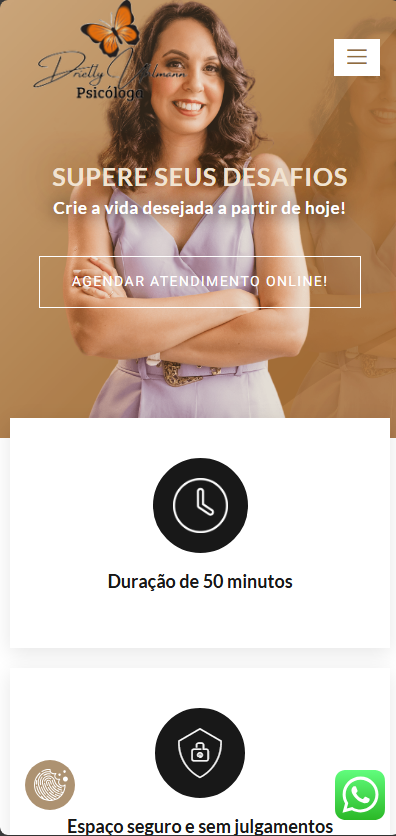 Drielly Wilmann
Psicóloga
SUPERE SEUS DESAFIOS
Crie a vida desejada a partir de hoje!
AGENDAR ATENDIMENTO ONLINE!
Duração de 50 minutos
Espaço seguro e sem julgamentos